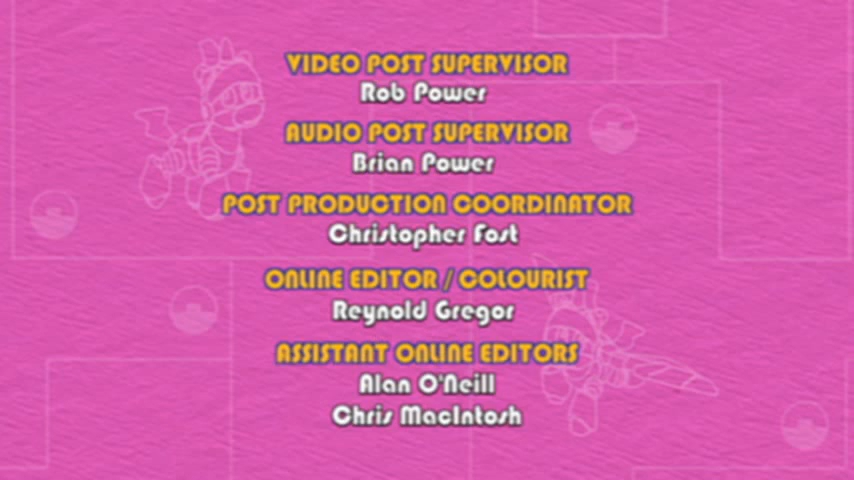 VIDEO POST SUPERVISOR
Rob Power
AUDIO POST SUPERVISOR
Brian Power
POST PRODUCTION COORDINATOR
Christopher Fost
ONLINE EDITOR / COLOURIST
Reynold Gregor
ASSISTANT ONLINE EDITORS
Alan O'Neill
Chris MacIntosh